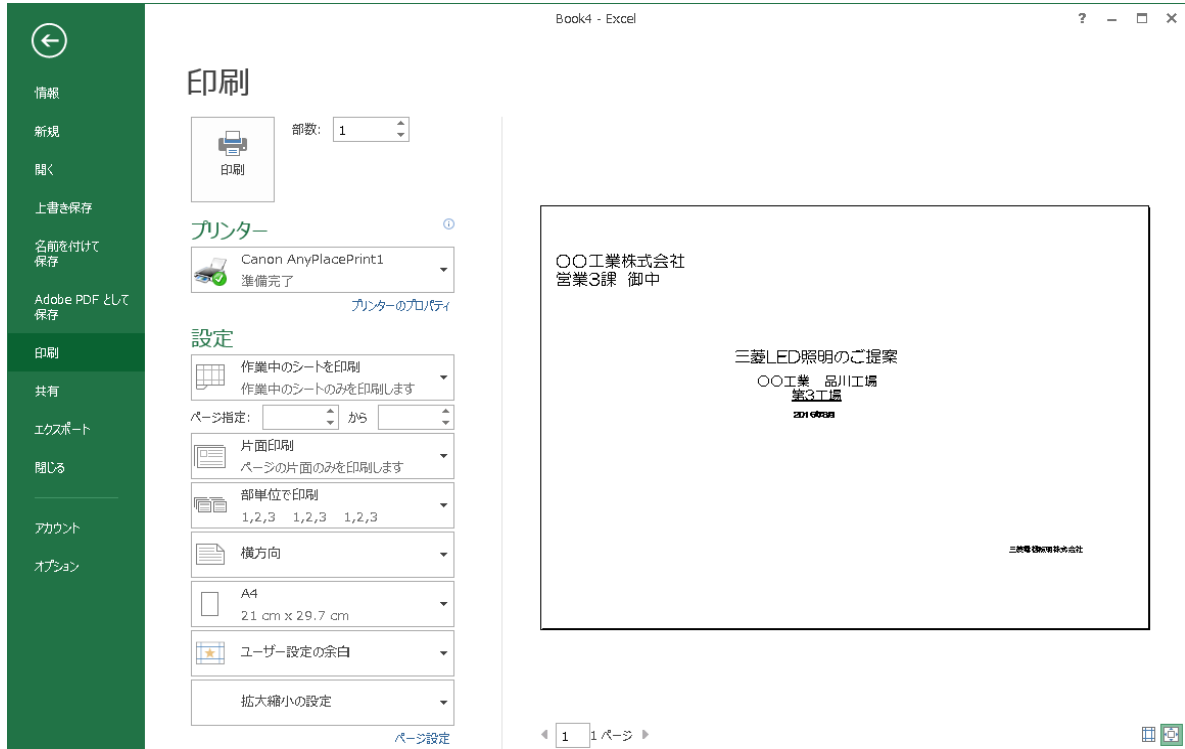 Book4 - Excel
?
情報
新規
開く
上書き保存
名前を付けて
保存
Adobe PDF として
保存
印刷
共有
エクスポート
閉じる
アカウント
オプション
印刷
印刷
部数: 1
プリンター
Canon AnyPlacePrint1
準備完了
プリンターのプロパティ
設定
作業中のシートを印刷
作業中のシートのみを印刷します
ページ指定: から
片面印刷
ページの片面のみを印刷します
部単位で印刷
1,2,3 1,2,3 1,2,3
横方向
A4
21 cm x 29.7 cm
ユーザー設定の余白
拡大縮小の設定
ページ設定
〇〇工業株式会社
営業3課 御中
三菱LED照明のご提案
〇〇工業 品川工場
第3工場
三菱電機照明株式会社
1 1 ページ